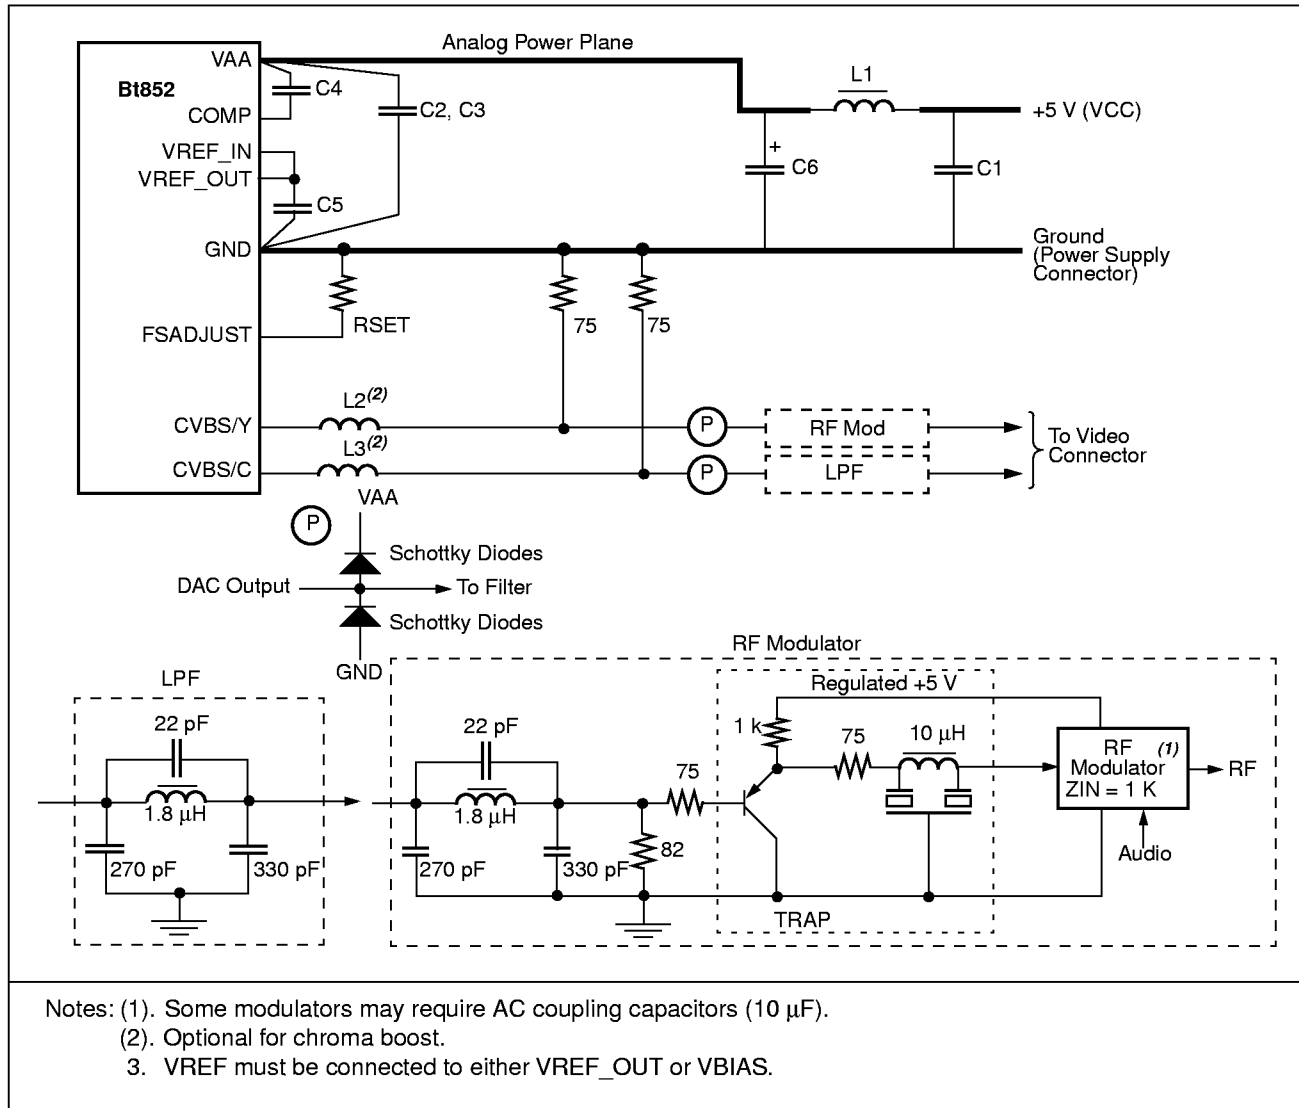 Analog Power Plane
VAA
Bt852
C4
COMP
C2, C3
L1
+5 V (VCC)
VREF_IN
VREF_OUT
C5
+
C6
C1
GND
Ground
(Power Supply
Connector)
RSET
75
75
FSADJUST
L2(2)
CVBS/Y
P
RF Mod
L3(2)
CVBS/C
P
LPF
To Video
Connector
VAA
P
Schottky Diodes
DAC Output
To Filter
Schottky Diodes
GND
RF Modulator
LPF
22 pF
1.8 µH
270 pF
330 pF
22 pF
1.8 µH
270 pF
330 pF
75
82
Regulated +5 V
1 k
75
10 µH
TRAP
RF (1)
Modulator
ZIN = 1 K
RF
Audio
Notes: (1). Some modulators may require AC coupling capacitors (10 µF).
(2). Optional for chroma boost.
3. VREF must be connected to either VREF_OUT or VBIAS.